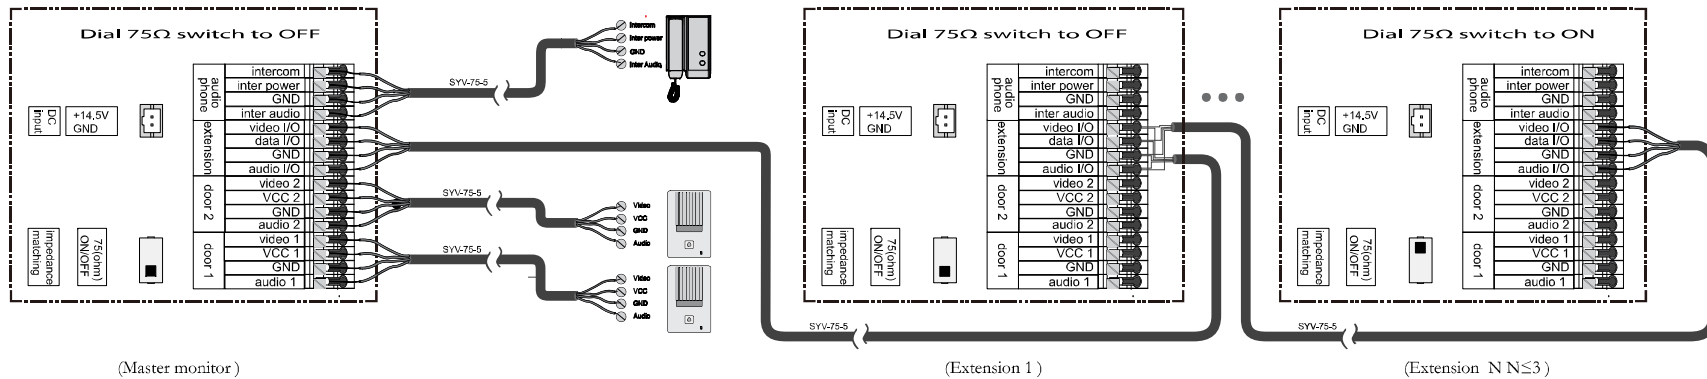 Dial 75Ω switch to OFF
audio phone
intercom
inter power
GND
inter audio
extension
video I/O
data I/O
GND
audio I/O
door 2
video 2
VCC 2
GND
audio 2
door 1
video 1
VCC 1
GND
audio 1
DC input
+14,5V
GND
impedance matching
75(ohm)
ON/OFF
SYV-75-5
Intercom
Inter power
GND
Inter Audio
SYV-75-5
Video
VCC
GND
Audio
SYV-75-5
Video
VCC
GND
Audio
(Master monitor )
Dial 75Ω switch to OFF
audio phone
intercom
inter power
GND
inter audio
extension
video I/O
data I/O
GND
audio I/O
door 2
video 2
VCC 2
GND
audio 2
door 1
video 1
VCC 1
GND
audio 1
DC input
+14,5V
GND
impedance matching
75(ohm)
ON/OFF
SYV-75-5
(Extension 1 )
Dial 75Ω switch to ON
audio phone
intercom
inter power
GND
inter audio
extension
video I/O
data I/O
GND
audio I/O
door 2
video 2
VCC 2
GND
audio 2
door 1
video 1
VCC 1
GND
audio 1
DC input
+14,5V
GND
impedance matching
75(ohm)
ON/OFF
SYV-75-5
(Extension N N≤3 )